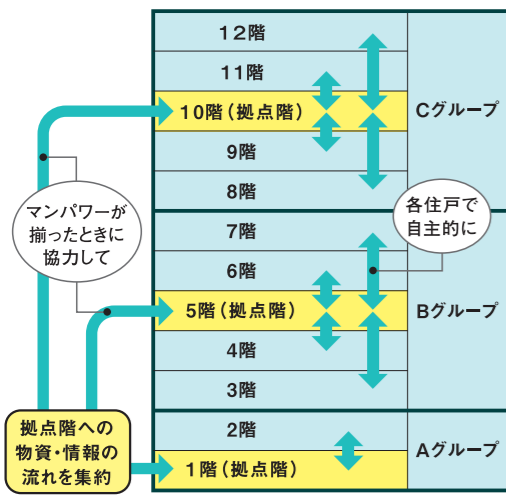 12階
11階
10階(拠点階)
9階
8階
Cグループ
マンパワーが
揃ったときに
協力して
各住戸で
自主的に
7階
6階
5階(拠点階)
4階
3階
Bグループ
2階
1階(拠点階)
Aグループ
拠点階への
物資・情報の
流れを集約